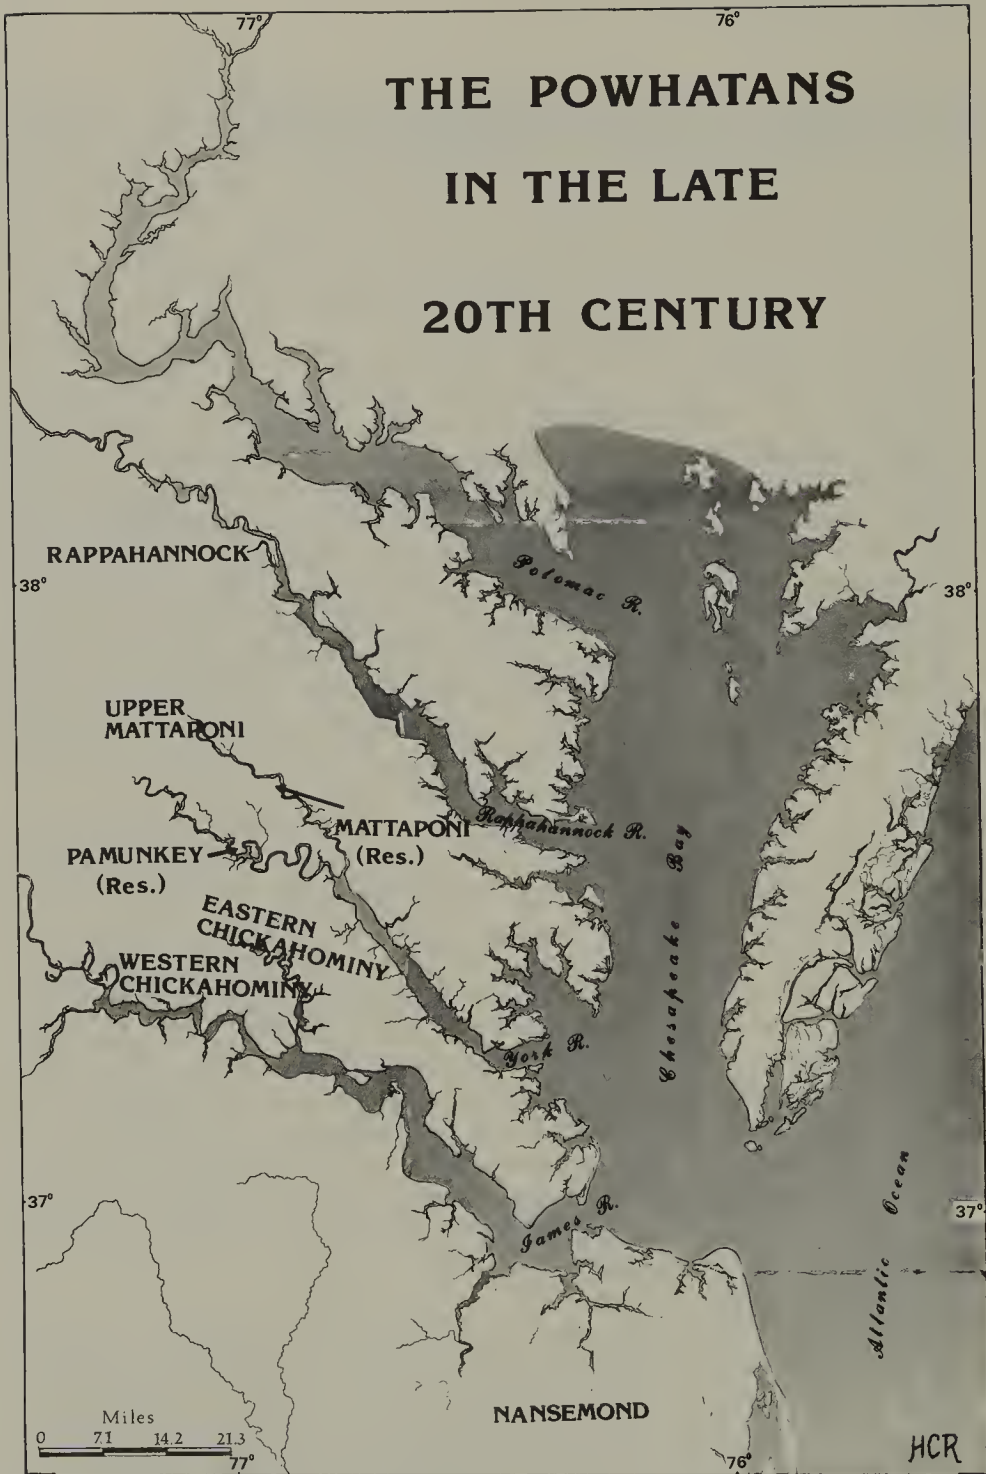 77°
76°
THE POWHATANS
IN THE LATE
20TH CENTURY
RAPPAHANNOCK
38°
38°
Potomac R.
UPPER
MATTAPONI
MATTAPONI
(Res.)
Rappahannock R.
PAMUNKEY
(Res.)
EASTERN
CHICKAHOMINY
WESTERN
CHICKAHOMINY
Chesapeake Bay
York R.
37°
37°
James R.
Atlantic Ocean
NANSEMOND
Miles
0 7.1 14.2 21.3
77°
76°
HCR